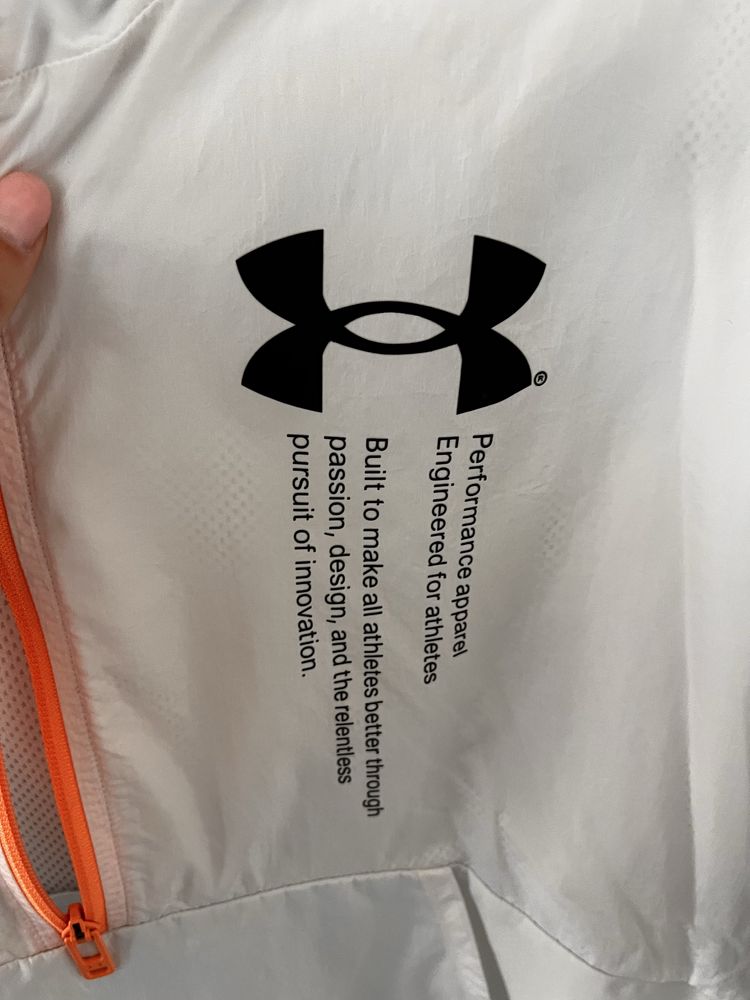 ®
Performance apparel
Engineered for athletes
Built to make all athletes better through
passion, design, and the relentless
pursuit of innovation.